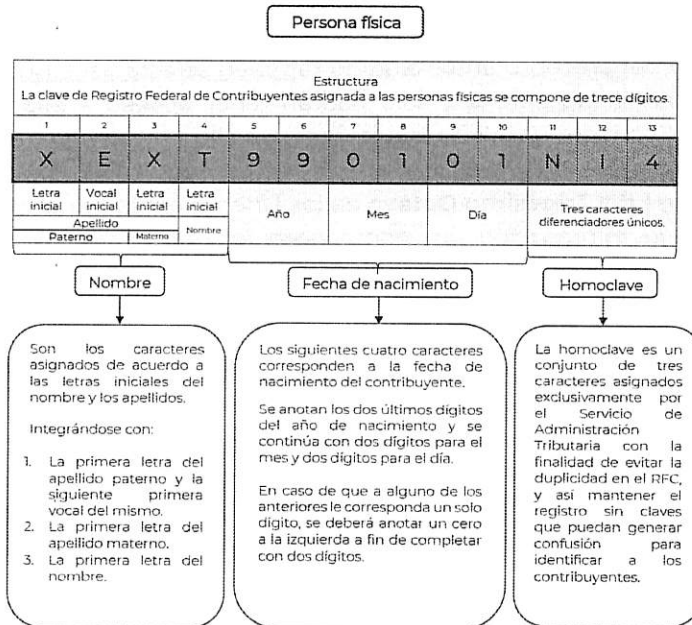 Persona física
Estructura
La clave de Registro Federal de Contribuyentes asignada a las personas físicas se compone de trece dígitos.
1 2 3 4 5 6 7 8 9 10 11 12 13
X E X T 9 9 0 1 0 1 N I 4
Letra inicial
Vocal inicial
Letra inicial
Letra inicial
Apellido
Paterno
Materno
Nombre
Año
Mes
Día
Tres caracteres
diferenciadores únicos.
Nombre
Son los caracteres
asignados de acuerdo a
las letras iniciales del
nombre y los apellidos.
Integrándose con:
1. La primera letra del
apellido paterno y la
siguiente primera
vocal del mismo.
2. La primera letra del
apellido materno.
3. La primera letra del
nombre.
Fecha de nacimiento
Los siguientes cuatro caracteres
corresponden a la fecha de
nacimiento del contribuyente.
Se anotan los dos últimos dígitos
del año de nacimiento y se
continúa con dos dígitos para el
mes y dos dígitos para el día.
En caso de que a alguno de los
anteriores le corresponda un solo
dígito, se deberá anotar un cero
a la izquierda a fin de completar
con dos dígitos.
Homoclave
La homoclave es un
conjunto de tres
caracteres asignados
exclusivamente por
el Servicio de
Administración
Tributaria con la
finalidad de evitar la
duplicidad en el RFC,
y así mantener el
registro sin claves
que puedan generar
confusión para
identificar a los
contribuyentes.